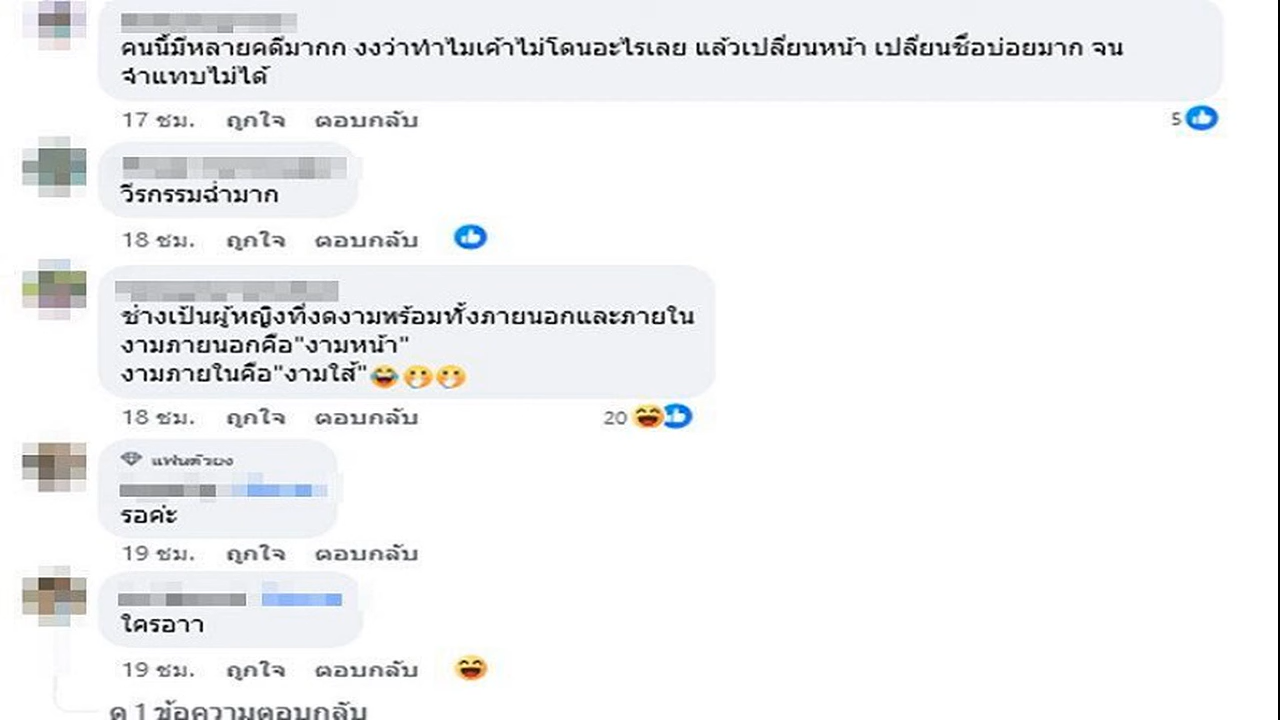 คนนี้มีหลายคดีมากก งงว่าทำไมเค้าไม่โดนอะไรเลย แล้วเปลี่ยนหน้า เปลี่ยนชื่อบ่อยมาก จน
จำแทบไม่ได้
17 ชม. ถูกใจ ตอบกลับ 5
วีรกรรมฉ่ำมาก
18 ชม. ถูกใจ ตอบกลับ
ช่างเป็นผู้หญิงที่งดงามพร้อมทั้งภายนอกและภายใน
งามภายนอกคือ"งามหน้า"
งามภายในคือ"งามใส้"😂🤭🤭
18 ชม. ถูกใจ ตอบกลับ 20
แฟนตัวยง
รอค่ะ
19 ชม. ถูกใจ ตอบกลับ
ใครอาา
19 ชม. ถูกใจ ตอบกลับ
ดู 1 ข้อความตอบกลับ